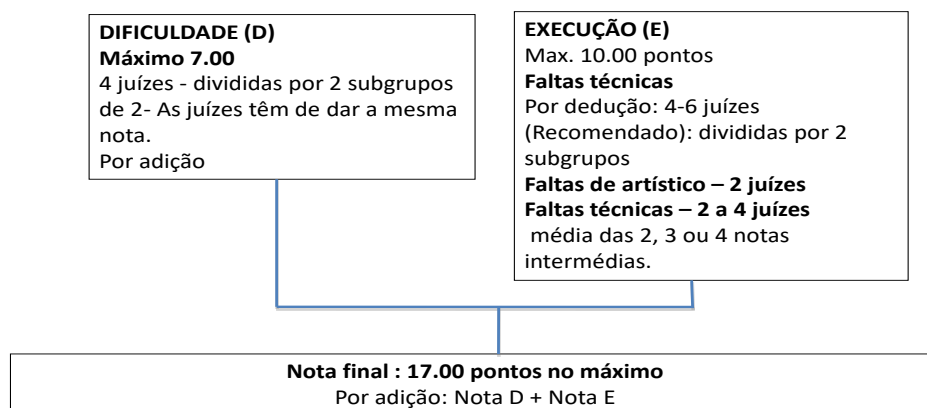 DIFICULDADE (D)
Máximo 7.00
4 juízes - divididas por 2 subgrupos
de 2- As juízes têm de dar a mesma
nota.
Por adição
EXECUÇÃO (E)
Max. 10.00 pontos
Faltas técnicas
Por dedução: 4-6 juízes
(Recomendado): divididas por 2
subgrupos
Faltas de artístico – 2 juízes
Faltas técnicas – 2 a 4 juízes
média das 2, 3 ou 4 notas
intermédias.
Nota final : 17.00 pontos no máximo
Por adição: Nota D + Nota E